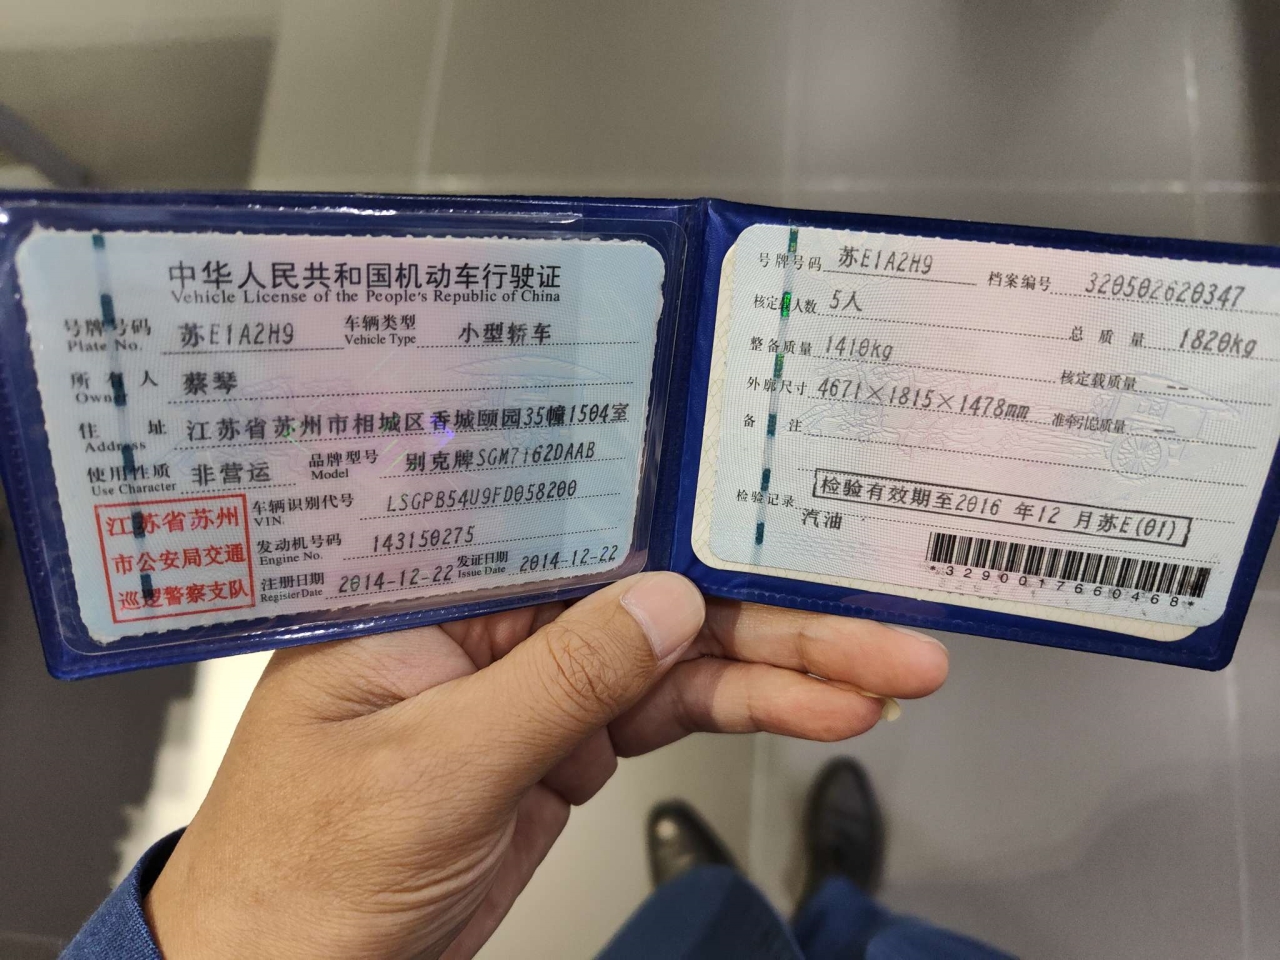 中华人民共和国机动车行驶证
Vehicle License of the People's Republic of China
号牌号码 苏E1A2H9 车辆类型 小型轿车
Plate No. Vehicle Type
所有人 蔡琴
Owner
住址 江苏省苏州市相城区香城颐园35幢1504室
Address
使用性质 非营运 品牌型号 别克牌SGM7162DAAB
Use Character Model
江苏省苏州
市公安局交通
巡逻警察支队
车辆识别代号 LSGPB54U9FD058200
VIN.
发动机号码 143150275
Engine No.
注册日期 2014-12-22 发证日期 2014-12-22
Register Date Issue Date
号牌号码 苏E1A2H9 档案编号 320502620347
核定载人数 5人 总质量 1820kg
整备质量 1410kg 核定载质量 --
外廓尺寸 4671×1815×1478mm 准牵引总质量
备注
检验记录 检验有效期至2016 年12 月苏E(01)
汽油
*3290017660468*